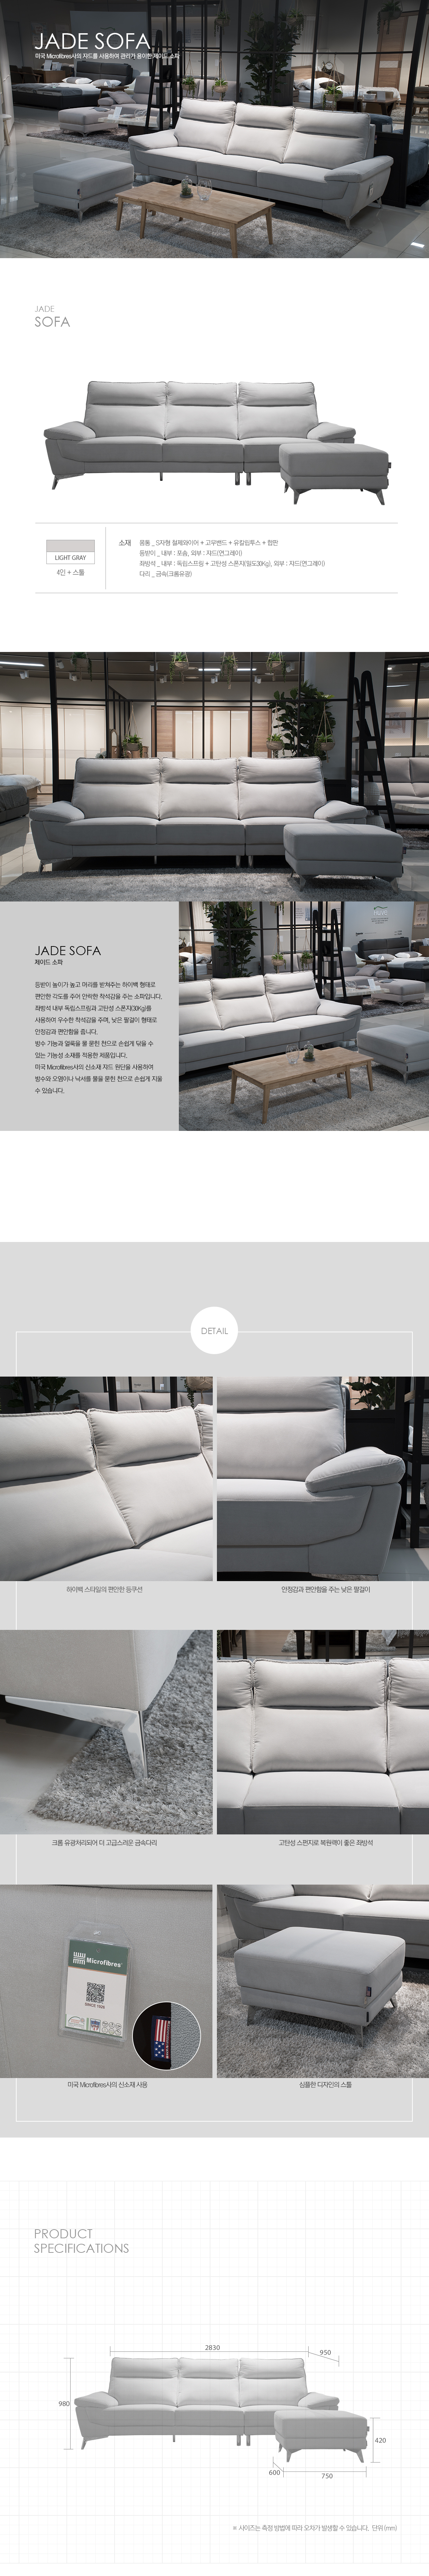 JADE SOFA
미국 Microfibres사의 쟈드를 사용하여 관리가 용이한 제이드 소파
JADE
SOFA
LIGHT GRAY
4인 + 스툴
소재
몸통 _ S자형 철제와이어 + 고무밴드 + 유칼립투스 + 합판
등받이 _ 내부 : 포솜, 외부 : 쟈드(연그레이)
좌방석 _ 내부 : 독립스프링 + 고탄성 스폰지(밀도30Kg), 외부 : 쟈드(연그레이)
다리 _ 금속(크롬유광)
JADE SOFA
제이드 소파
등받이 높이가 높고 머리를 받쳐주는 하이백 형태로
편안한 각도를 주어 안락한 착석감을 주는 소파입니다.
좌방석 내부 독립스프링과 고탄성 스폰지(30Kg)를
사용하여 우수한 착석감을 주며, 낮은 팔걸이 형태로
안정감과 편안함을 줍니다.
방수 기능과 얼룩을 물 묻힌 천으로 손쉽게 닦을 수
있는 기능성 소재를 적용한 제품입니다.
미국 Microfibres사의 신소재 쟈드 원단을 사용하여
방수와 오염이나 낙서를 물을 묻힌 천으로 손쉽게 지울
수 있습니다.
DETAIL
하이백 스타일의 편안한 등쿠션
안정감과 편안함을 주는 낮은 팔걸이
크롬 유광처리되어 더 고급스러운 금속다리
고탄성 스펀지로 복원력이 좋은 좌방석
Microfibres
SINCE 1926
미국 Microfibres사의 신소재 사용
심플한 디자인의 스툴
PRODUCT
SPECIFICATIONS
2830
950
980
420
600
750
※ 사이즈는 측정 방법에 따라 오차가 발생할 수 있습니다. 단위 (mm)